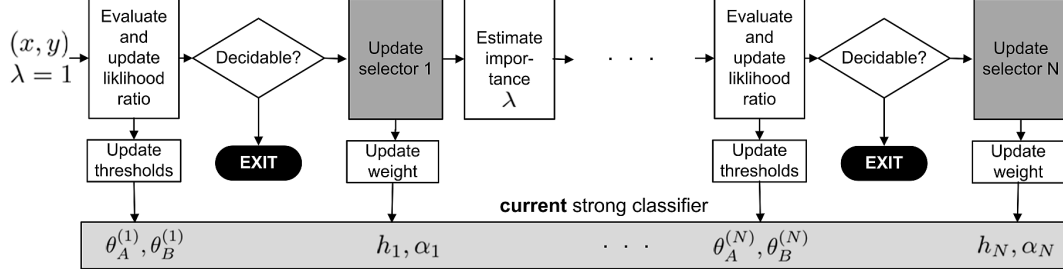 (x, y)
λ = 1
Evaluate
and
update
liklihood
ratio
Decidable?
Update
selector 1
Estimate
impor-
tance
λ
. . .
Evaluate
and
update
liklihood
ratio
Decidable?
Update
selector N
Update
thresholds
EXIT
Update
weight
Update
thresholds
EXIT
Update
weight
current strong classifier
θ_A^(1), θ_B^(1)
h_1, α_1
. . .
θ_A^(N), θ_B^(N)
h_N, α_N